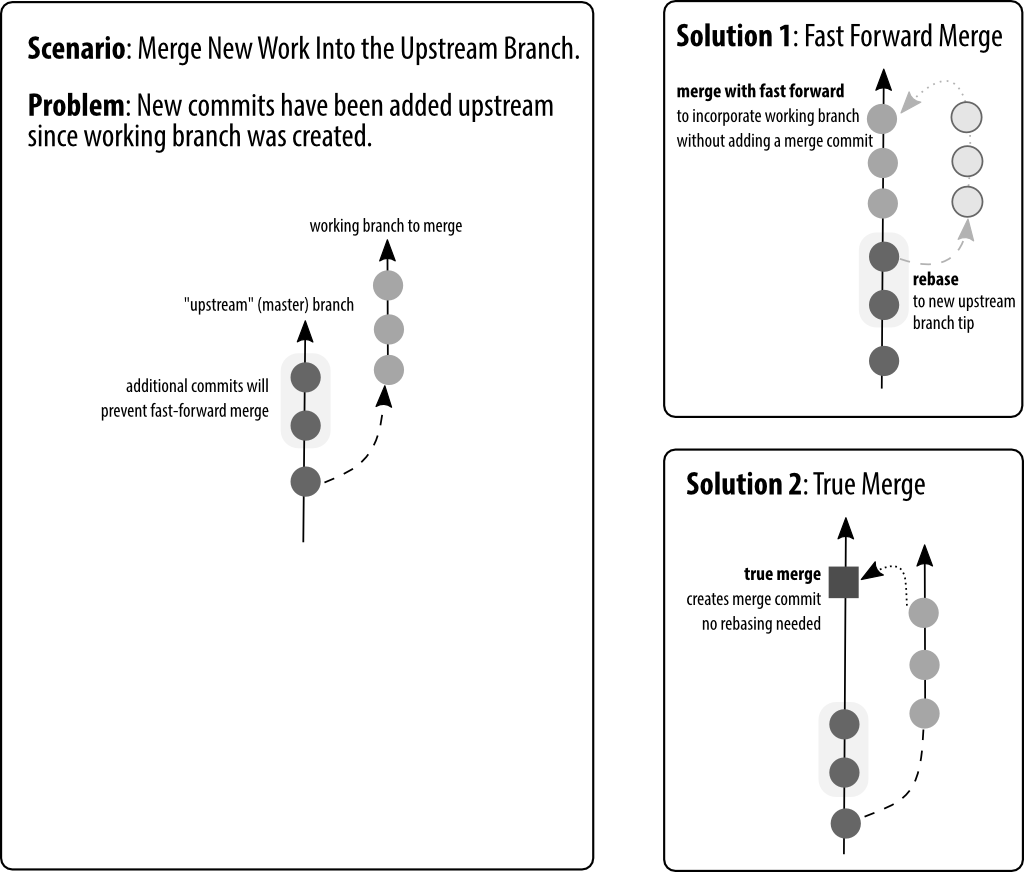 Scenario: Merge New Work Into the Upstream Branch.
Problem: New commits have been added upstream
since working branch was created.
working branch to merge
"upstream" (master) branch
additional commits will
prevent fast-forward merge
Solution 1: Fast Forward Merge
merge with fast forward
to incorporate working branch
without adding a merge commit
rebase
to new upstream
branch tip
Solution 2: True Merge
true merge
creates merge commit
no rebasing needed